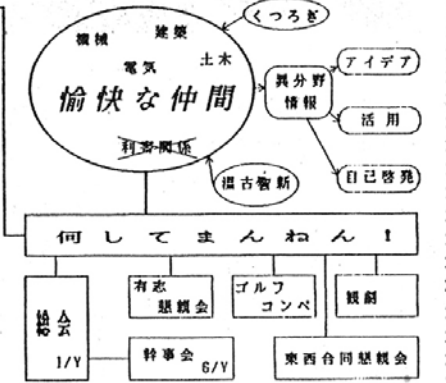 くつろぎ
機械
建築
電気
土木
愉快な仲間
利害関係
異分野
情報
アイデア
活用
自己啓発
温古智新
何してまんねん!
総会
1/Y
有志
懇親会
ゴルフ
コンペ
観劇
幹事会
6/Y
東西合同懇親会